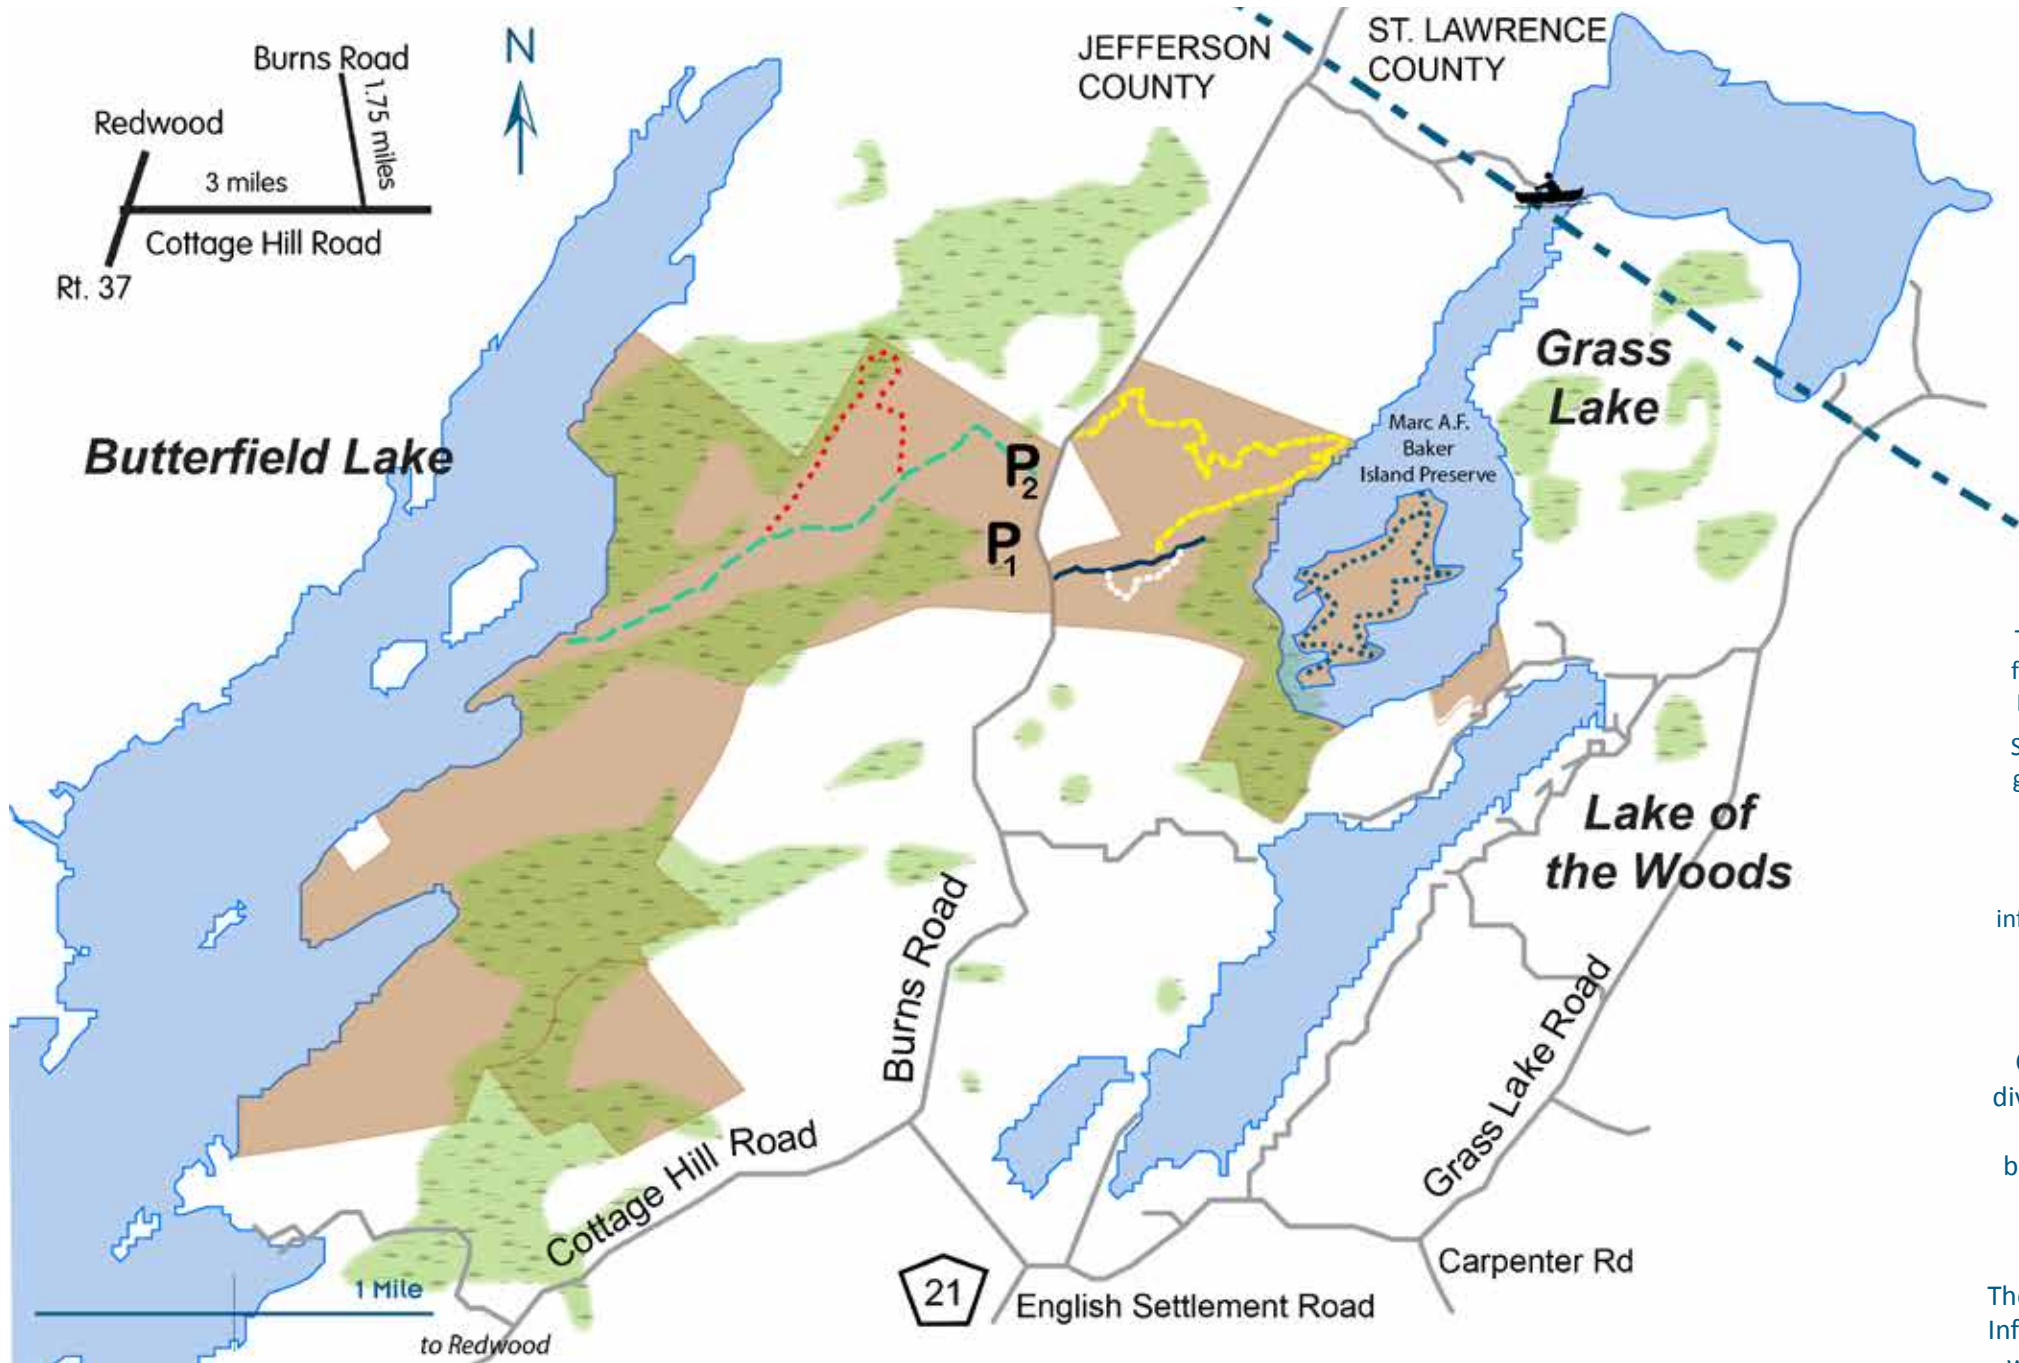 Burns Road
1.75 miles
Redwood
3 miles
Cottage Hill Road
Rt. 37
N
JEFFERSON
COUNTY
ST. LAWRENCE
COUNTY
Grass
Lake
Marc A.F.
Baker
Island Preserve
Butterfield Lake
P2
P1
Lake of
the Woods
Burns Road
Grass Lake Road
Cottage Hill Road
Carpenter Rd
21
English Settlement Road
1 Mile
to Redwood